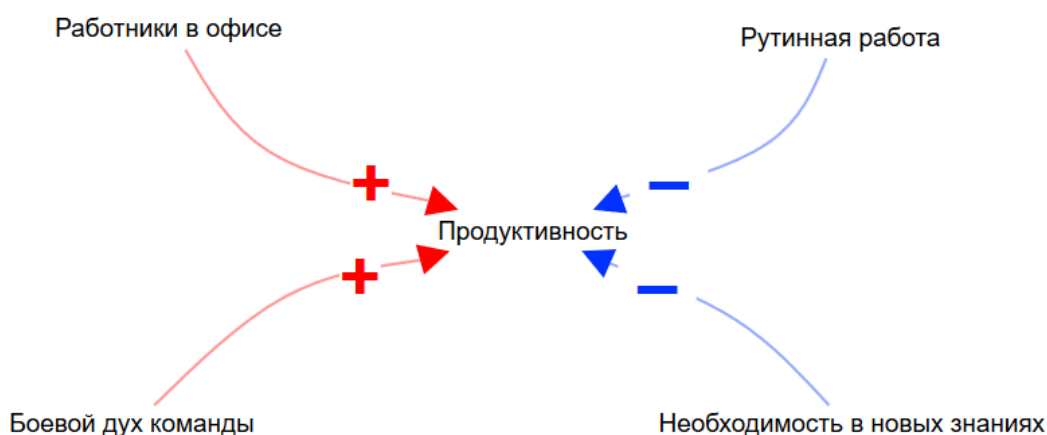 Работники в офисе
Рутинная работа
+
−
Продуктивность
+
−
Боевой дух команды
Необходимость в новых знаниях